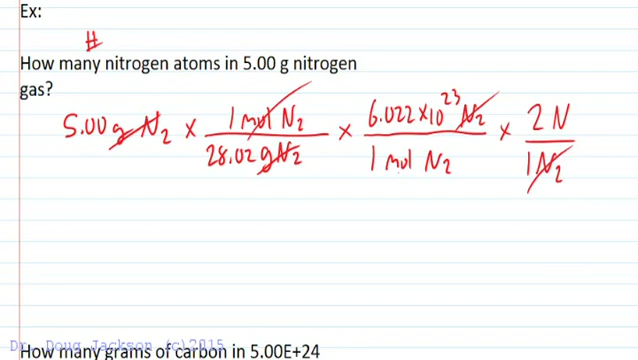 Ex:
#
How many nitrogen atoms in 5.00 g nitrogen
gas?
5.00 g N₂ × 1 mol N₂ / 28.02 g N₂ × 6.022 × 10²³ N₂ / 1 mol N₂ × 2 N / 1 N₂
How many grams of carbon in 5.00E+24
Dr. Doug Jackson (c)2015